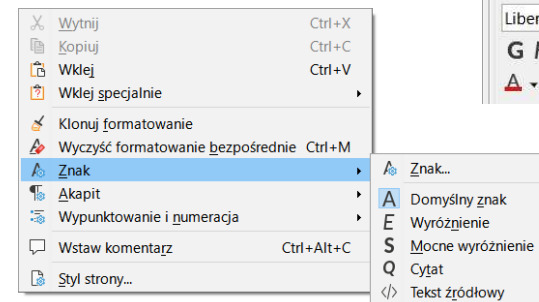 Wytnij Ctrl+X
Kopiuj Ctrl+C
Wklej Ctrl+V
Wklej specjalnie
Klonuj formatowanie
Wyczyść formatowanie bezpośrednie Ctrl+M
Znak
Akapit
Wypunktowanie i numeracja
Wstaw komentarz Ctrl+Alt+C
Styl strony...
Liber
G
A
Znak...
A Domyślny znak
E Wyróżnienie
S Mocne wyróżnienie
Q Cytat
</> Tekst źródłowy